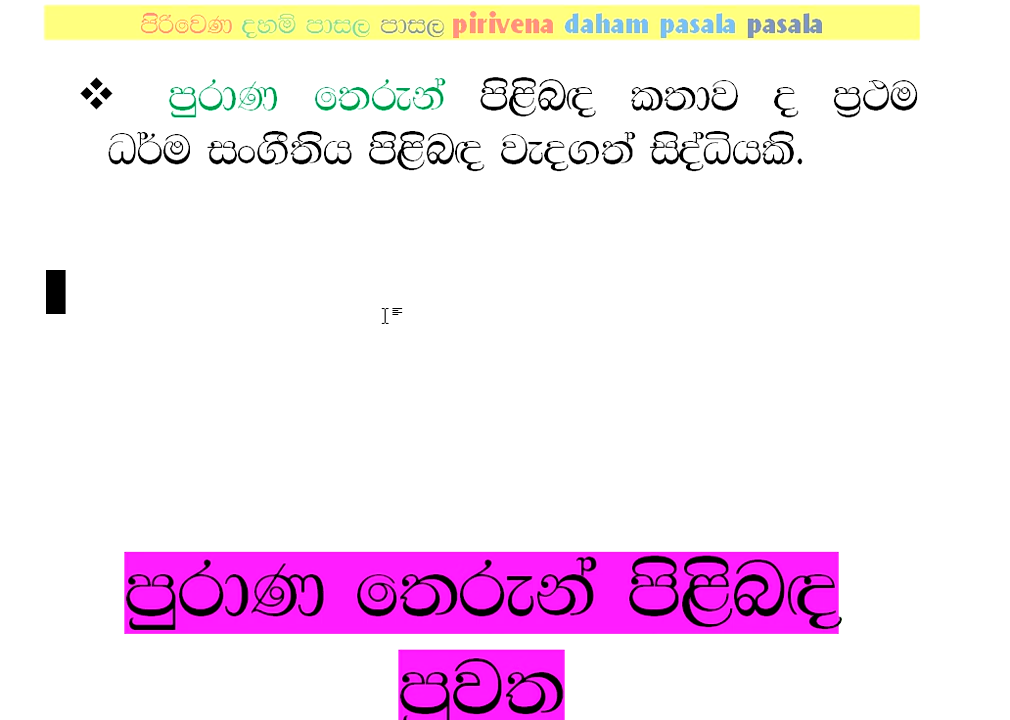 පිරිවෙණ දහම් පාසල පාසල pirivena daham pasala pasala
❖ පුරාණ තෙරුන් පිළිබඳ කතාව ද ප්‍රථම
ධර්ම සංගීතිය පිළිබඳ වැදගත් සිද්ධියකි.
පුරාණ තෙරුන් පිළිබඳ
පුවත